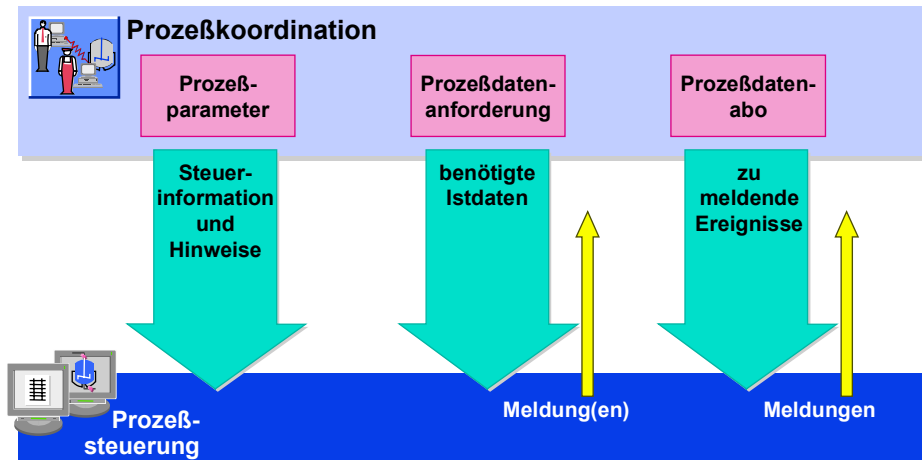 Prozeßkoordination
Prozeß-
parameter
Prozeßdaten-
anforderung
Prozeßdaten-
abo
Steuer-
information
und
Hinweise
benötigte
Istdaten
zu
meldende
Ereignisse
Prozeß-
steuerung
Meldung(en)
Meldungen